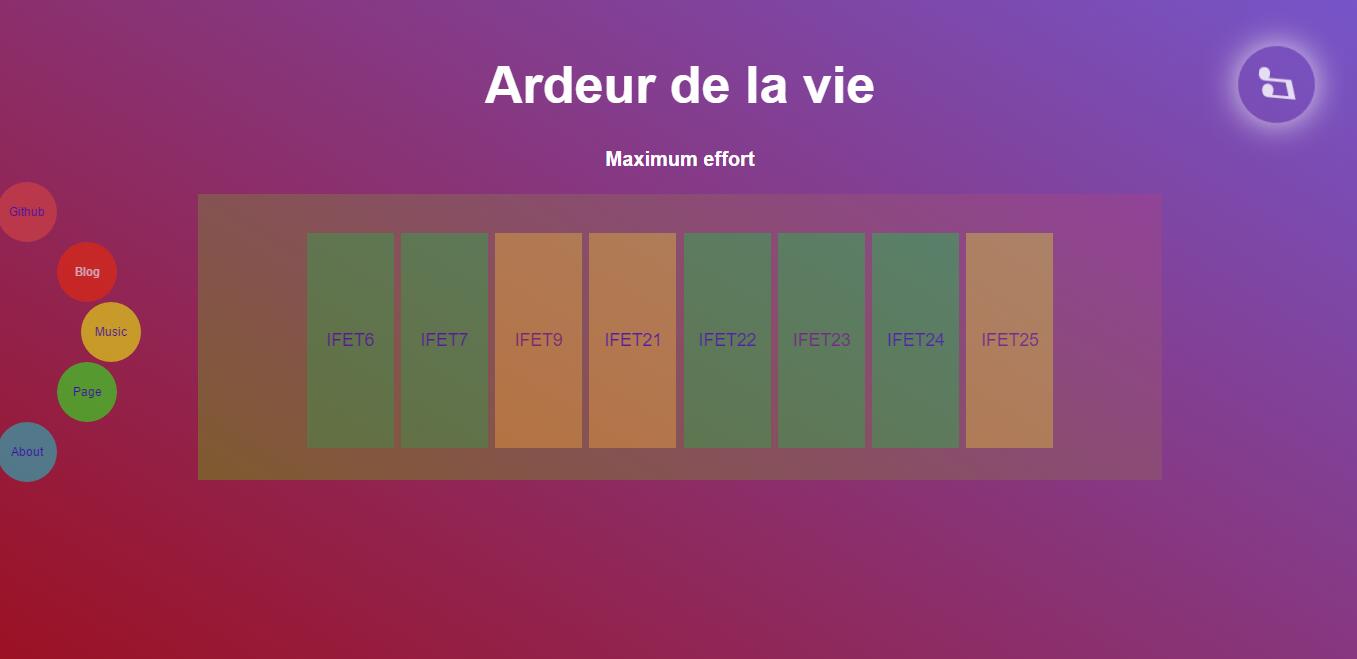 Ardeur de la vie
Maximum effort
Github
Blog
Music
Page
About
IFET6 IFET7 IFET9 IFET21 IFET22 IFET23 IFET24 IFET25